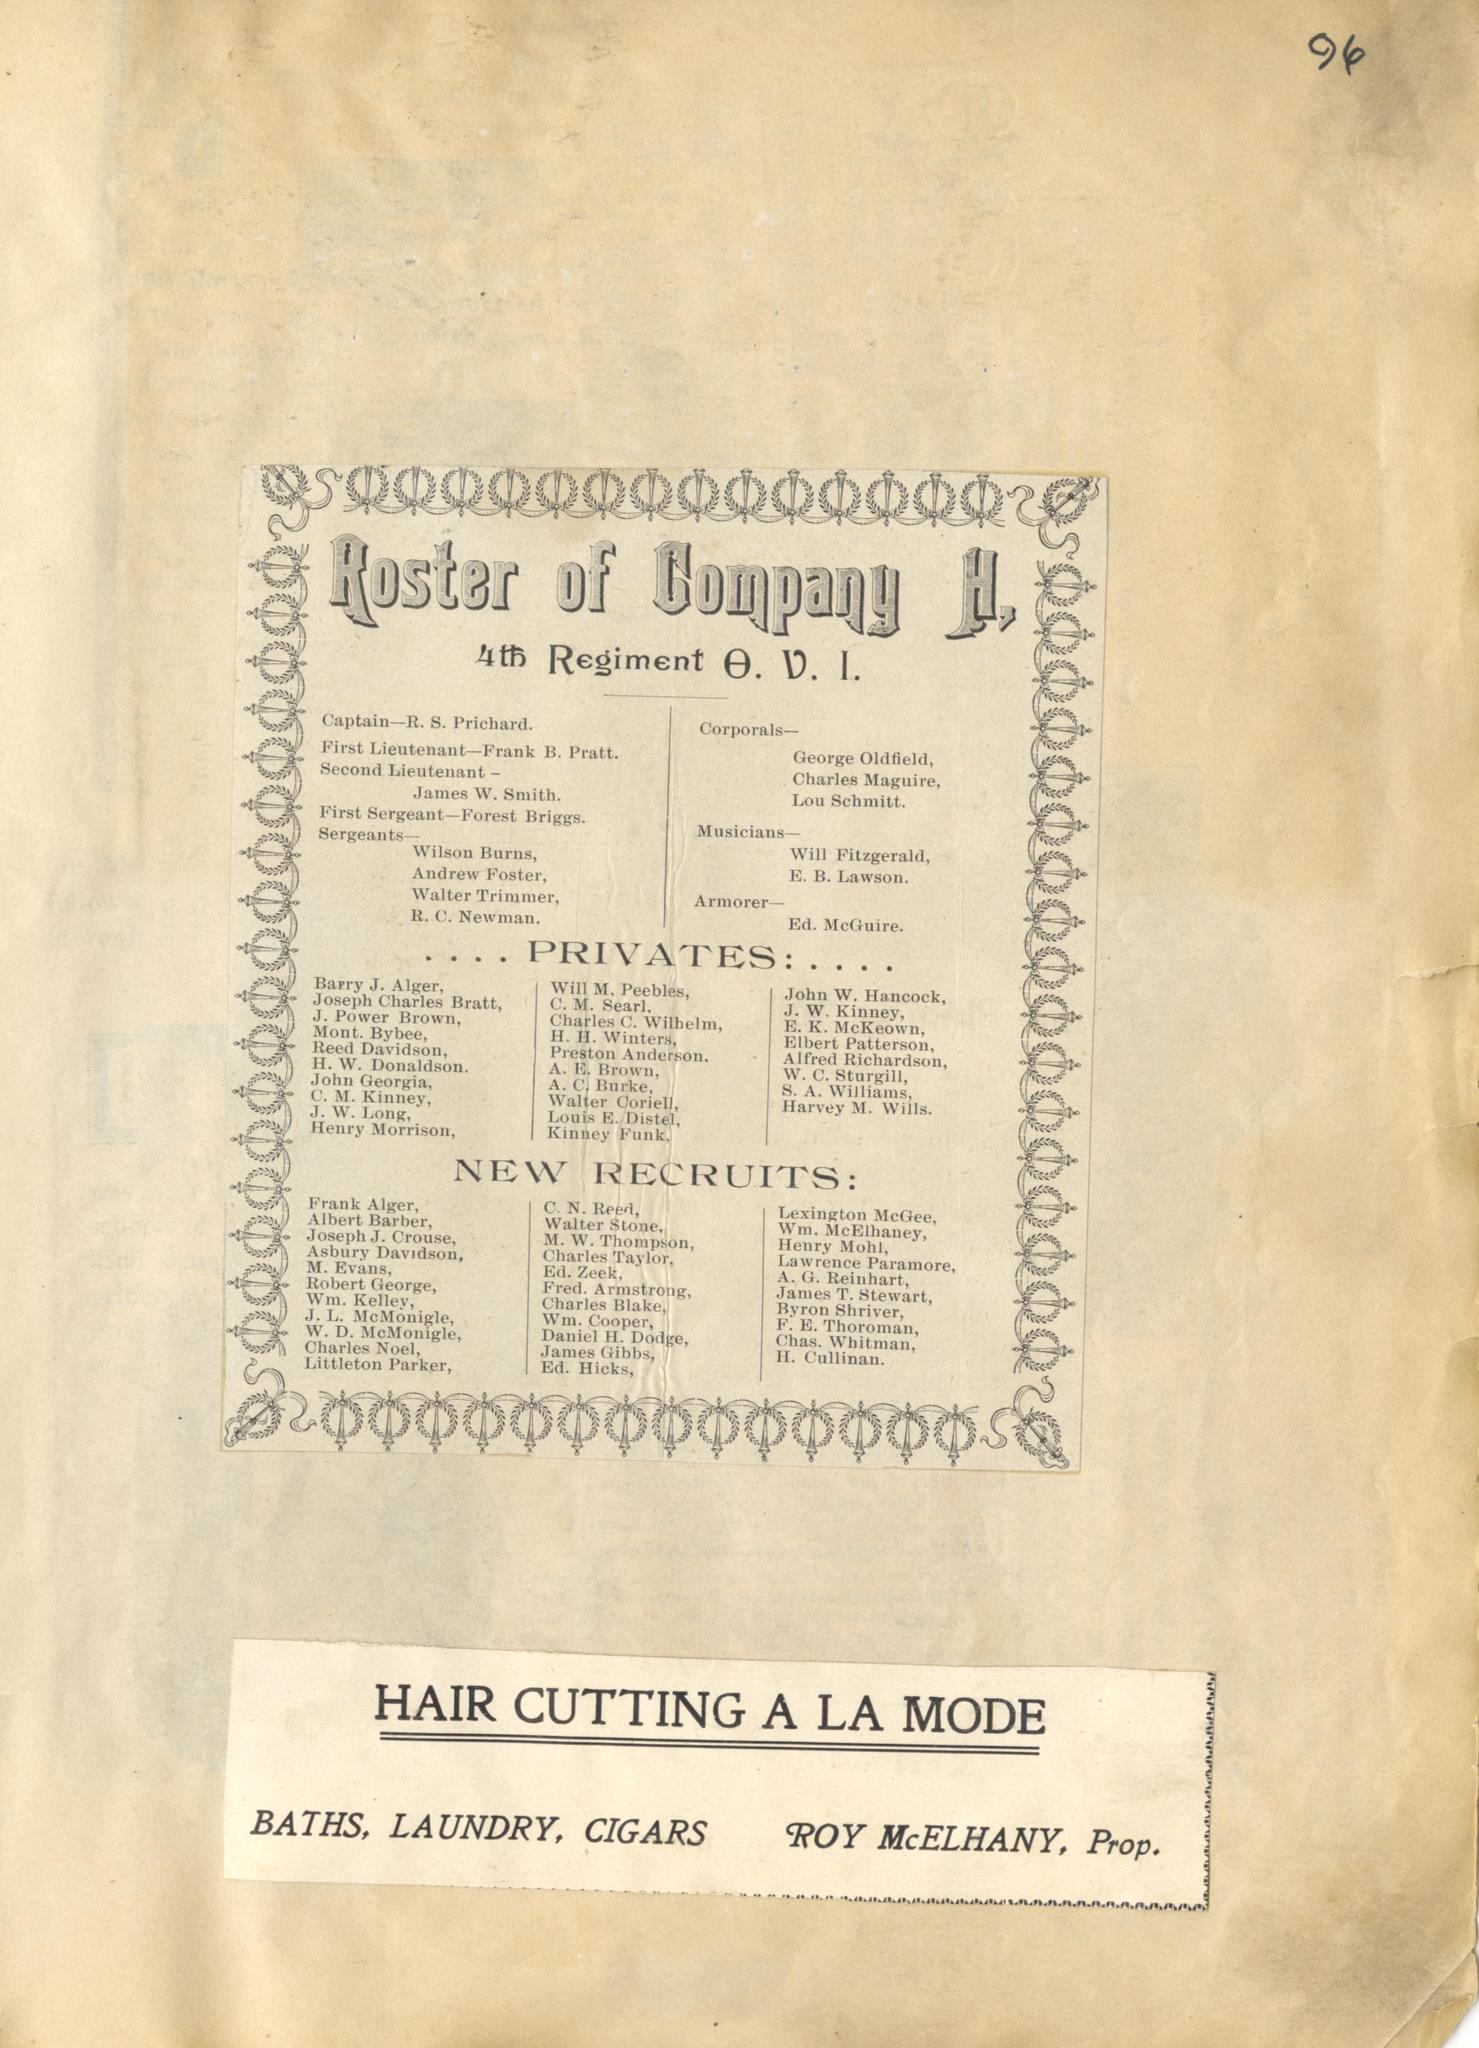 96
Roster of Company H,
4th Regiment O. V. I.
Captain—R. S. Prichard.
First Lieutenant—Frank B. Pratt.
Second Lieutenant –
James W. Smith.
First Sergeant—Forest Briggs.
Sergeants—
Wilson Burns,
Andrew Foster,
Walter Trimmer,
R. C. Newman.
Corporals—
George Oldfield,
Charles Maguire,
Lou Schmitt.
Musicians—
Will Fitzgerald,
E. B. Lawson.
Armorer—
Ed. McGuire.
.... PRIVATES: ....
Barry J. Alger,
Joseph Charles Bratt,
J. Power Brown,
Mont. Bybee,
Reed Davidson,
H. W. Donaldson.
John Georgia,
C. M. Kinney,
J. W. Long,
Henry Morrison,
Will M. Peebles,
C. M. Searl,
Charles C. Wilhelm,
H. H. Winters,
Preston Anderson.
A. E. Brown,
A. C. Burke,
Walter Coriell,
Louis E. Distel,
Kinney Funk,
John W. Hancock,
J. W. Kinney,
E. K. McKeown,
Elbert Patterson,
Alfred Richardson,
W. C. Sturgill,
S. A. Williams,
Harvey M. Wills.
NEW RECRUITS:
Frank Alger,
Albert Barber,
Joseph J. Crouse,
Asbury Davidson,
M. Evans,
Robert George,
Wm. Kelley,
J. L. McMonigle,
W. D. McMonigle,
Charles Noel,
Littleton Parker,
C. N. Reed,
Walter Stone,
M. W. Thompson,
Charles Taylor,
Ed. Zeek,
Fred. Armstrong,
Charles Blake,
Wm. Cooper,
Daniel H. Dodge,
James Gibbs,
Ed. Hicks,
Lexington McGee,
Wm. McElhaney,
Henry Mohl,
Lawrence Paramore,
A. G. Reinhart,
James T. Stewart,
Byron Shriver,
F. E. Thoroman,
Chas. Whitman,
H. Cullinan.
HAIR CUTTING A LA MODE
BATHS, LAUNDRY, CIGARS ROY McELHANY, Prop.